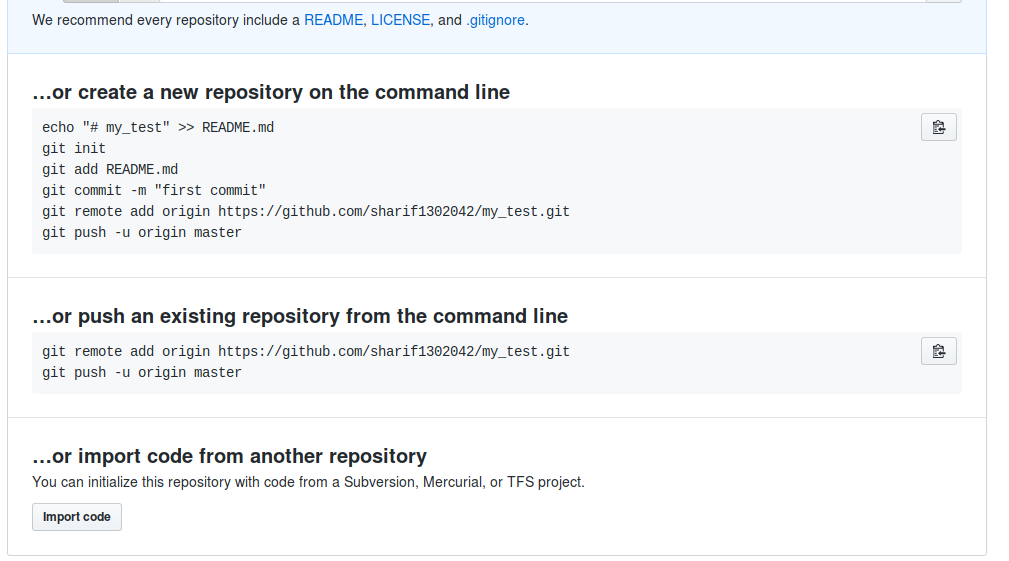 We recommend every repository include a README, LICENSE, and .gitignore.
…or create a new repository on the command line
echo "# my_test" >> README.md
git init
git add README.md
git commit -m "first commit"
git remote add origin https://github.com/sharif1302042/my_test.git
git push -u origin master
…or push an existing repository from the command line
git remote add origin https://github.com/sharif1302042/my_test.git
git push -u origin master
…or import code from another repository
You can initialize this repository with code from a Subversion, Mercurial, or TFS project.
Import code